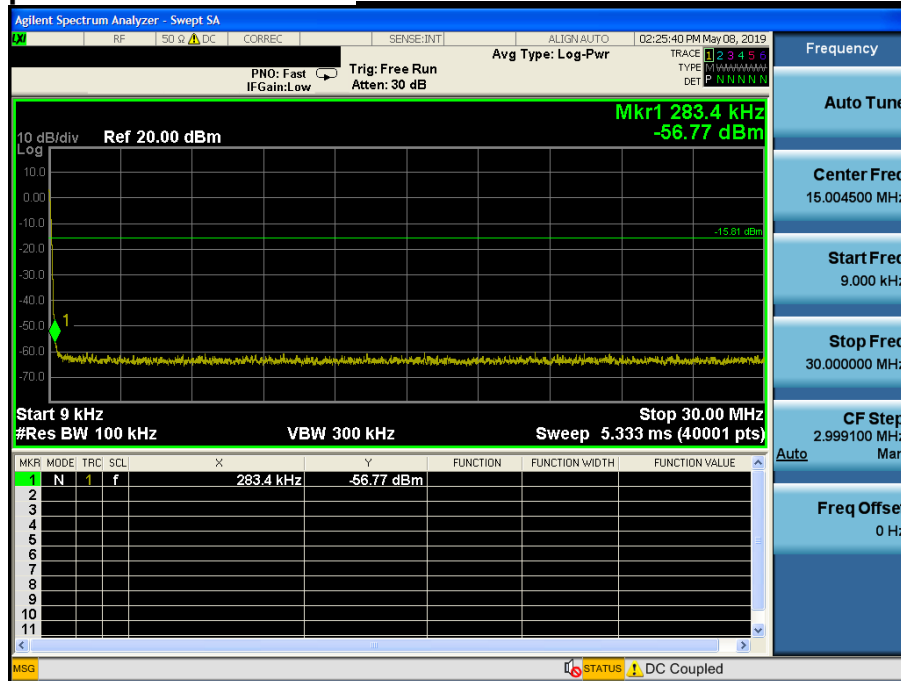 Agilent Spectrum Analyzer - Swept SA
LXI RF 50 Ω DC CORREC SENSE:INT ALIGN AUTO 02:25:40 PM May 08, 2019
PNO: Fast
IFGain:Low
Trig: Free Run
Atten: 30 dB
Avg Type: Log-Pwr
TRACE 1 2 3 4 5 6
TYPE M WWWWW
DET P N N N N N
Mkr1 283.4 kHz
-56.77 dBm
10 dB/div Ref 20.00 dBm
Log
10.0
0.00
-10.0
-15.81 dBm
-20.0
-30.0
-40.0
-50.0
1
-60.0
-70.0
Start 9 kHz Stop 30.00 MHz
#Res BW 100 kHz VBW 300 kHz Sweep 5.333 ms (40001 pts)
MKR MODE TRC SCL X Y FUNCTION FUNCTION WIDTH FUNCTION VALUE
1 N 1 f 283.4 kHz -56.77 dBm
2
3
4
5
6
7
8
9
10
11
MSG STATUS DC Coupled
Frequency
Auto Tune
Center Freq
15.004500 MHz
Start Freq
9.000 kHz
Stop Freq
30.000000 MHz
CF Step
2.999100 MHz
Auto Man
Freq Offset
0 Hz